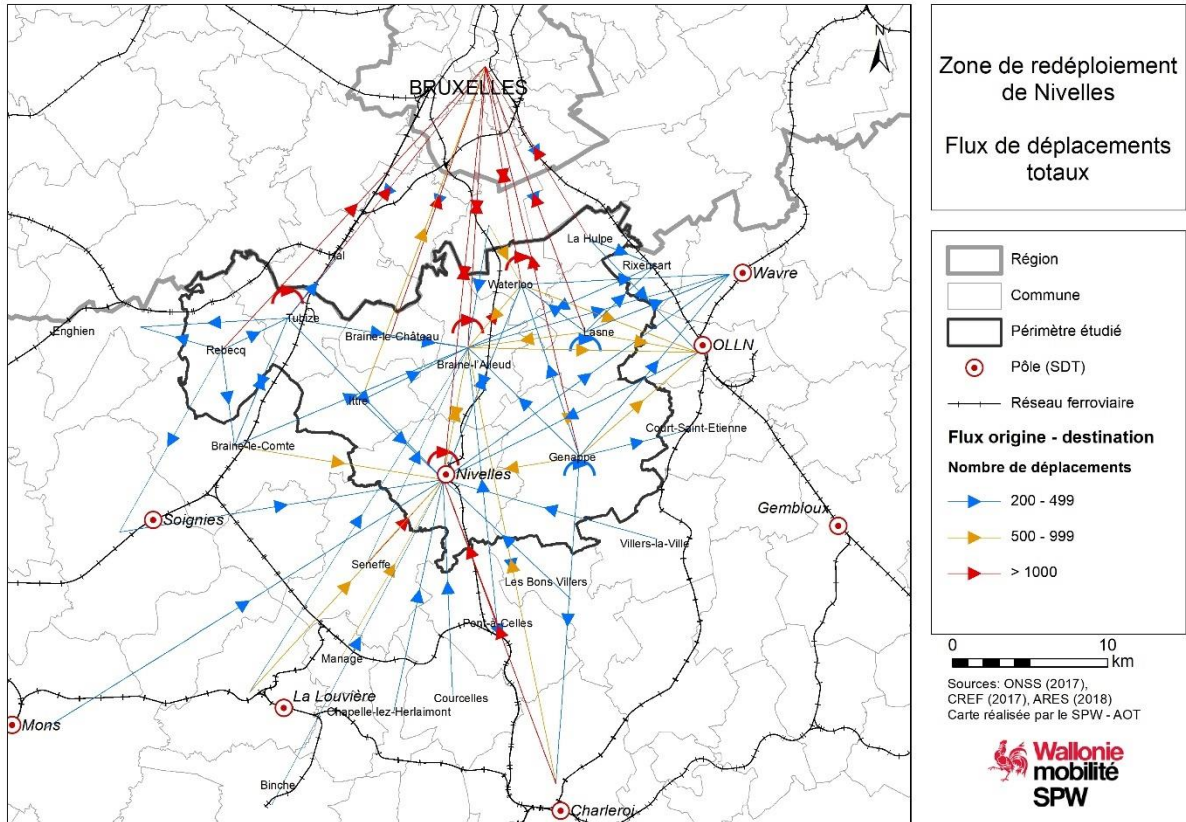 N
BRUXELLES
La Hulpe
Hal
Rixensart
Wavre
Waterloo
Tubize
Enghien
Lasne
Braine-le-Château
OLLN
Rebecq
Braine-l'Alleud
Ittre
Court-Saint-Etienne
Braine-le-Comte
Genappe
Nivelles
Gembloux
Soignies
Villers-la-Ville
Seneffe
Les Bons Villers
Pont-à-Celles
Manage
La Louvière
Courcelles
Chapelle-lez-Herlaimont
Mons
Binche
Charleroi
Zone de redéploiement
de Nivelles
Flux de déplacements
totaux
Région
Commune
Périmètre étudié
Pôle (SDT)
Réseau ferroviaire
Flux origine - destination
Nombre de déplacements
200 - 499
500 - 999
> 1000
0 10
km
Sources: ONSS (2017),
CREF (2017), ARES (2018)
Carte réalisée par le SPW - AOT
Wallonie
mobilité
SPW